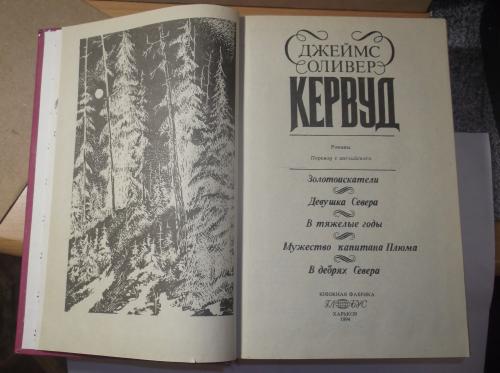 ДЖЕЙМС
ОЛИВЕР
КЕРВУД
Романы
Перевод с английского
Золотоискатели
Девушка Севера
В тяжелые годы
Мужество капитана Плюма
В дебрях Севера
КНИЖНАЯ ФАБРИКА
ГЛОБУС
ХАРЬКОВ
1994